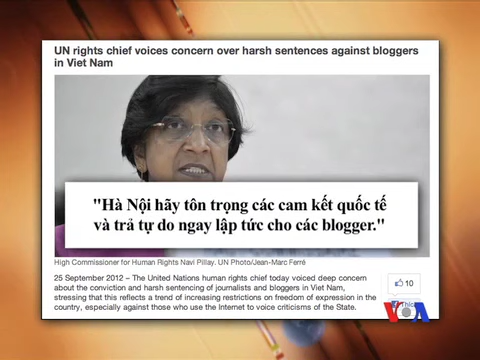 UN rights chief voices concern over harsh sentences against bloggers
in Viet Nam
"Hà Nội hãy tôn trọng các cam kết quốc tế
và trả tự do ngay lập tức cho các blogger."
High Commissioner for Human Rights Navi Pillay. UN Photo/Jean-Marc Ferré
25 September 2012 – The United Nations human rights chief today voiced deep concern
about the conviction and harsh sentencing of journalists and bloggers in Viet Nam,
stressing that this reflects a trend of increasing restrictions on freedom of expression in the
country, especially against those who use the Internet to voice criticisms of the State.
10
VOA